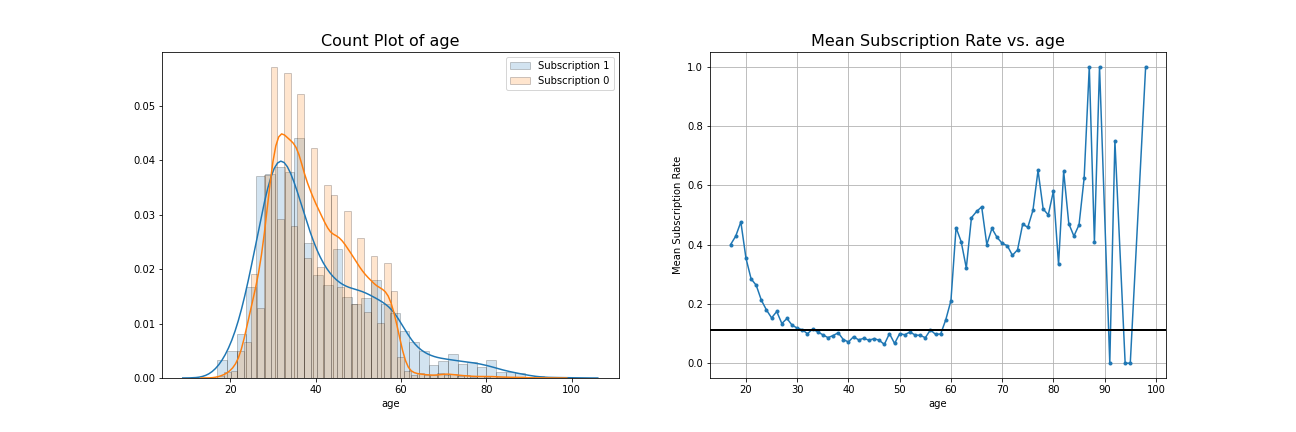 Count Plot of age
Subscription 1
Subscription 0
0.05
0.04
0.03
0.02
0.01
0.00
20 40 60 80 100
age
Mean Subscription Rate vs. age
Mean Subscription Rate
1.0
0.8
0.6
0.4
0.2
0.0
20 30 40 50 60 70 80 90 100
age